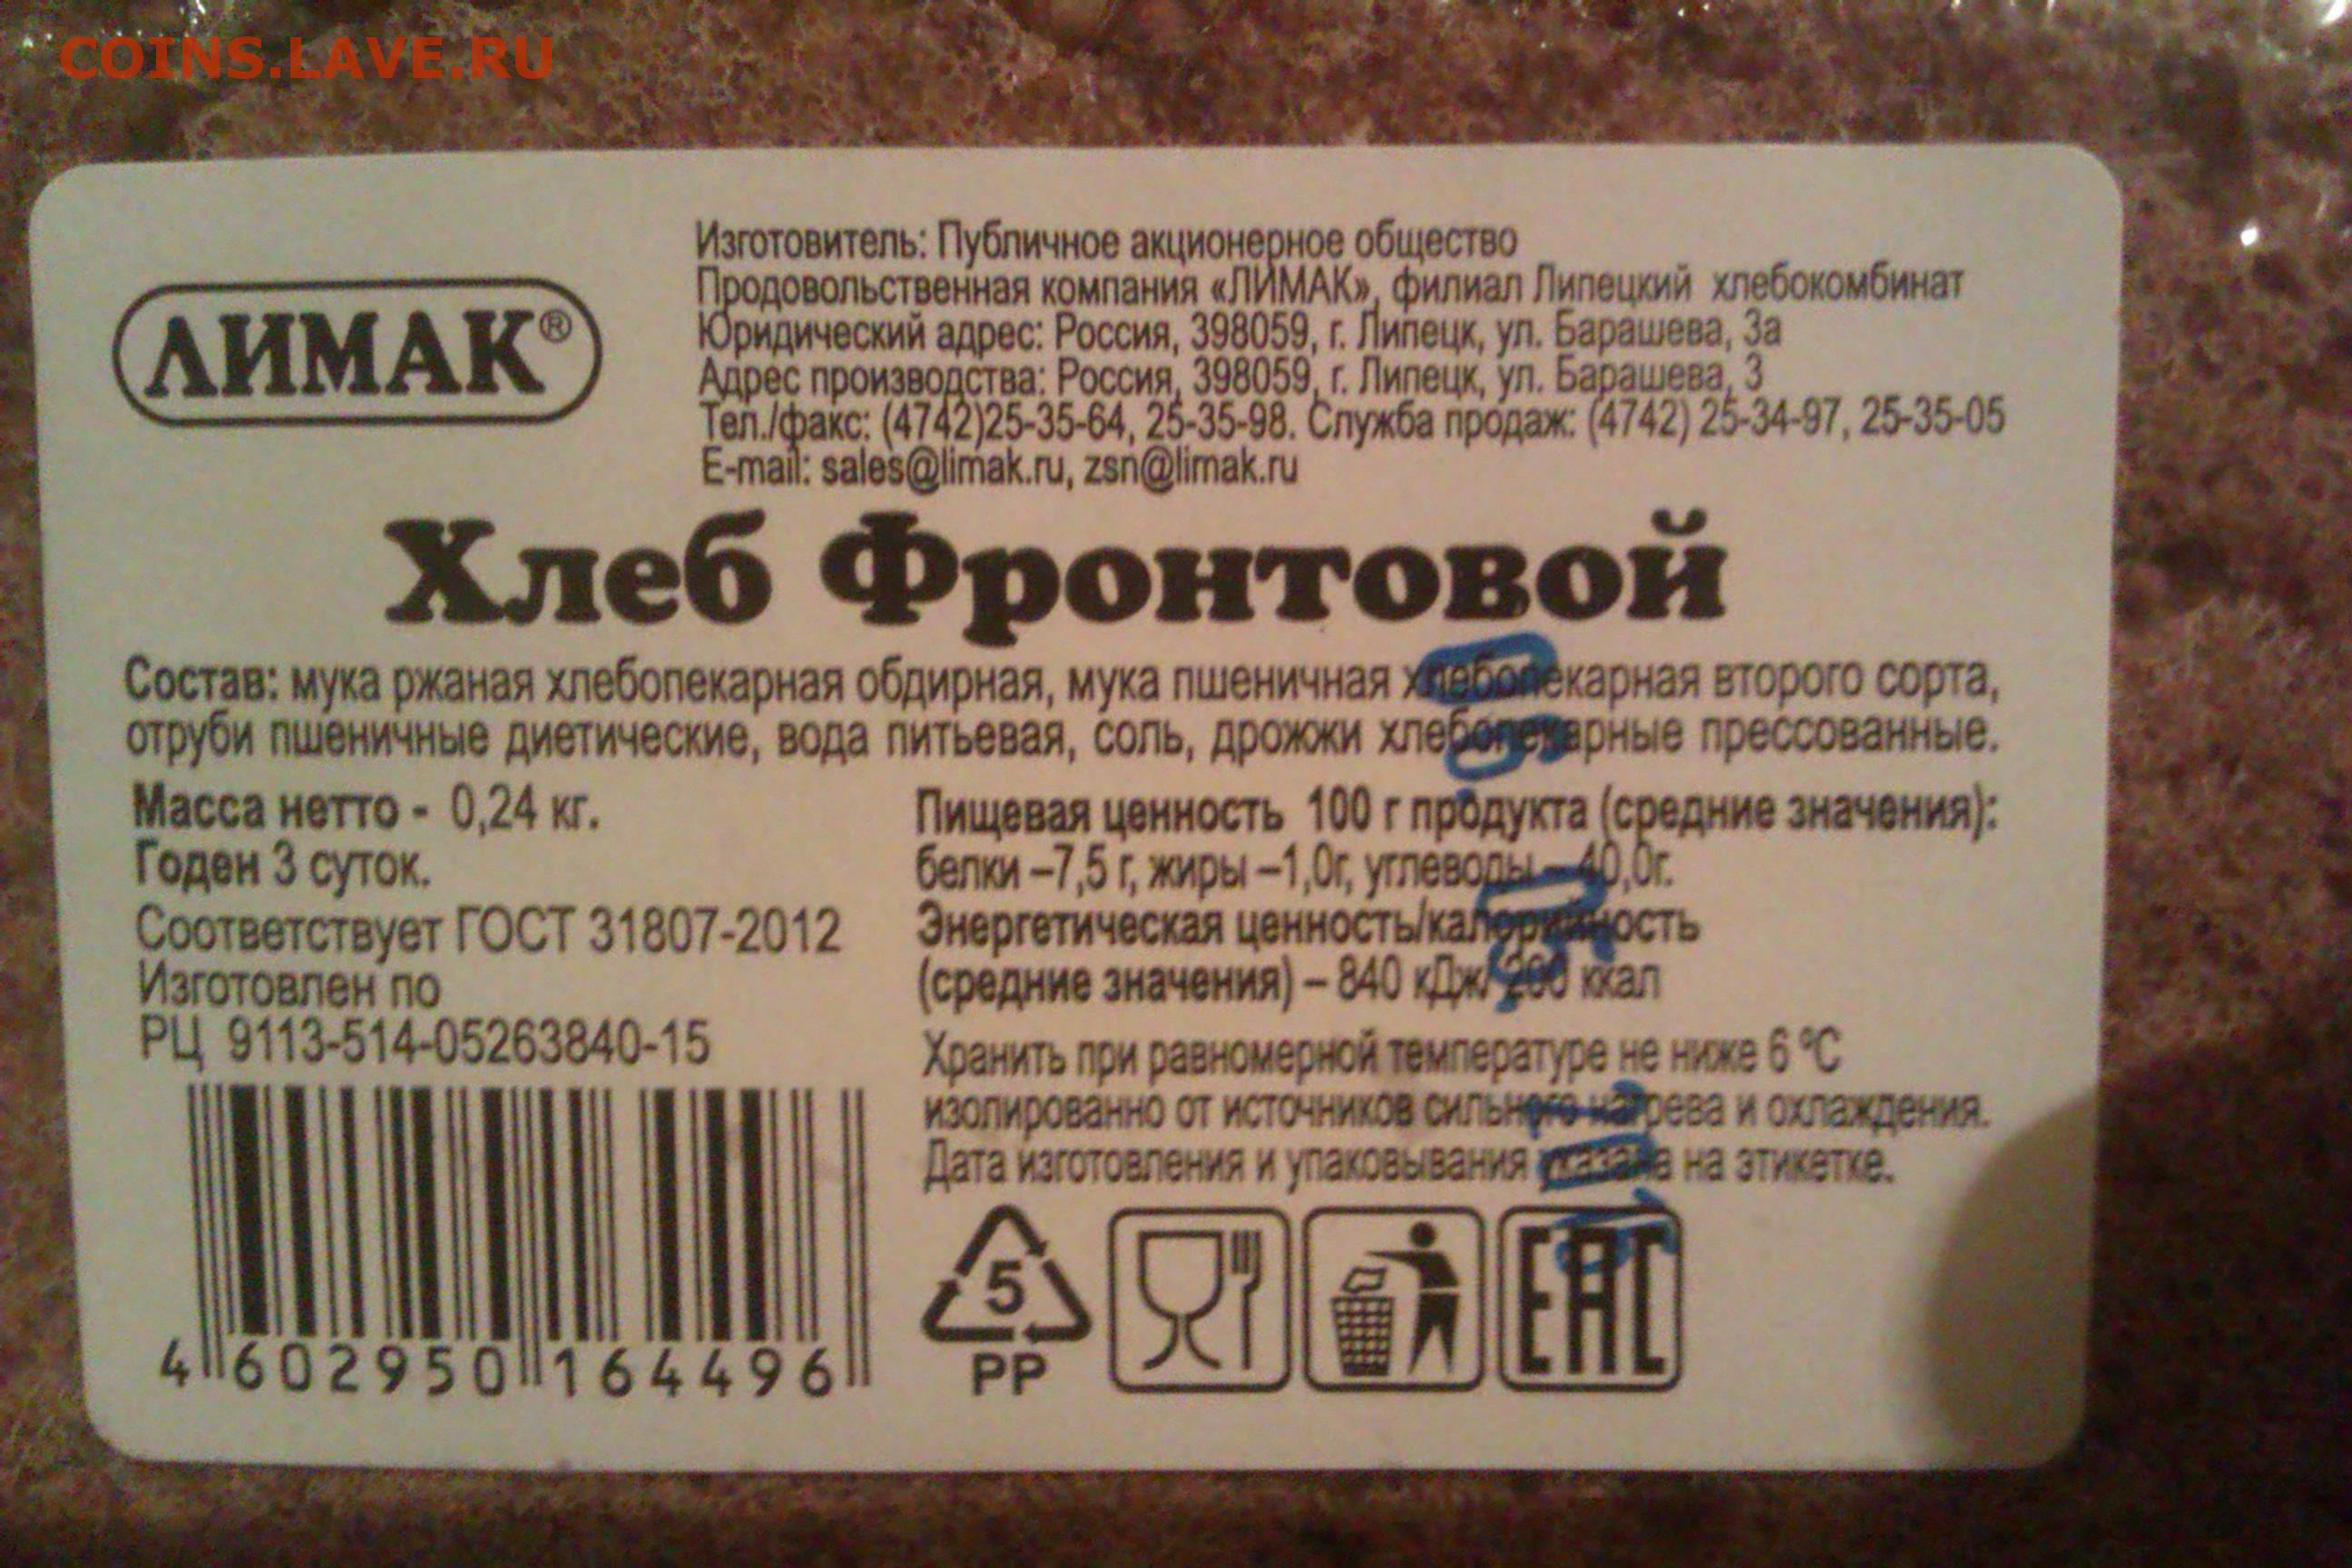 COINS.LAVE.RU
ЛИМАК®
Изготовитель: Публичное акционерное общество
Продовольственная компания «ЛИМАК», филиал Липецкий хлебокомбинат
Юридический адрес: Россия, 398059, г. Липецк, ул. Барашева, 3а
Адрес производства: Россия, 398059, г. Липецк, ул. Барашева, 3
Тел./факс: (4742)25-35-64, 25-35-98. Служба продаж: (4742) 25-34-97, 25-35-05
E-mail: sales@limak.ru, zsn@limak.ru
Хлеб Фронтовой
Состав: мука ржаная хлебопекарная обдирная, мука пшеничная хлебопекарная второго сорта,
отруби пшеничные диетические, вода питьевая, соль, дрожжи хлебопекарные прессованные.
Масса нетто - 0,24 кг.
Годен 3 суток.
Соответствует ГОСТ 31807-2012
Изготовлен по
РЦ 9113-514-05263840-15
4 602950 164496
Пищевая ценность 100 г продукта (средние значения):
белки –7,5 г, жиры –1,0г, углеводы – 40,0г.
Энергетическая ценность/калорийность
(средние значения) – 840 кДж/ 200 ккал
Хранить при равномерной температуре не ниже 6 °С
изолированно от источников сильного нагрева и охлаждения.
Дата изготовления и упаковывания указана на этикетке.
5
PP
EAC